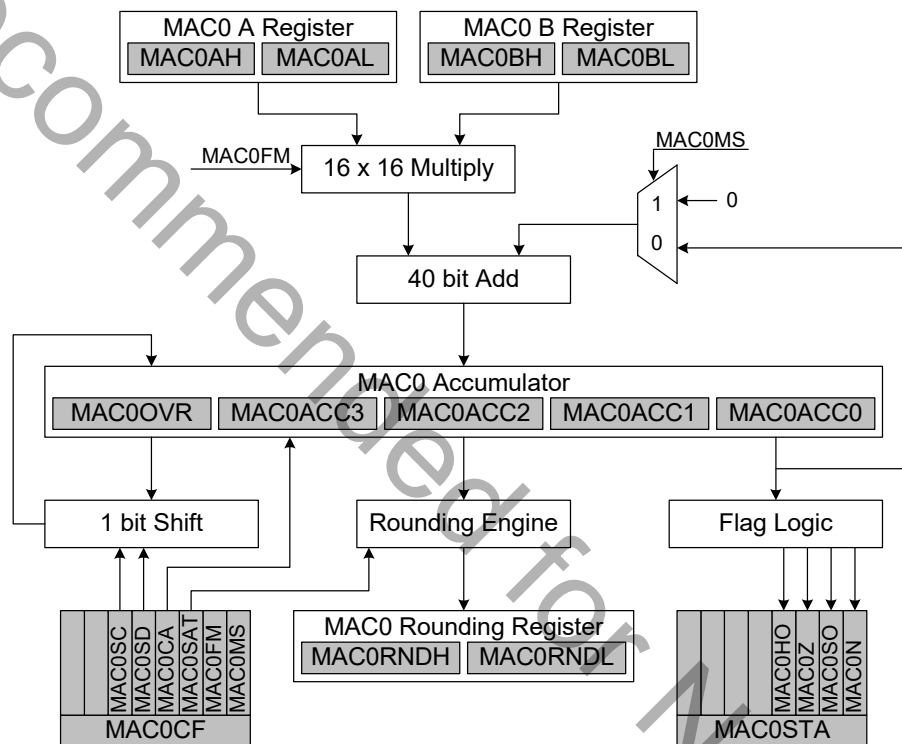 MAC0 A Register
MAC0AH MAC0AL
MAC0 B Register
MAC0BH MAC0BL
MAC0FM
16 x 16 Multiply
MAC0MS
1
0
0
40 bit Add
MAC0 Accumulator
MAC0OVR MAC0ACC3 MAC0ACC2 MAC0ACC1 MAC0ACC0
1 bit Shift
Rounding Engine
Flag Logic
MAC0SC
MAC0SD
MAC0CA
MAC0SAT
MAC0FM
MAC0MS
MAC0CF
MAC0 Rounding Register
MAC0RNDH MAC0RNDL
MAC0HO
MAC0Z
MAC0SO
MAC0N
MAC0STA
ecommended for N